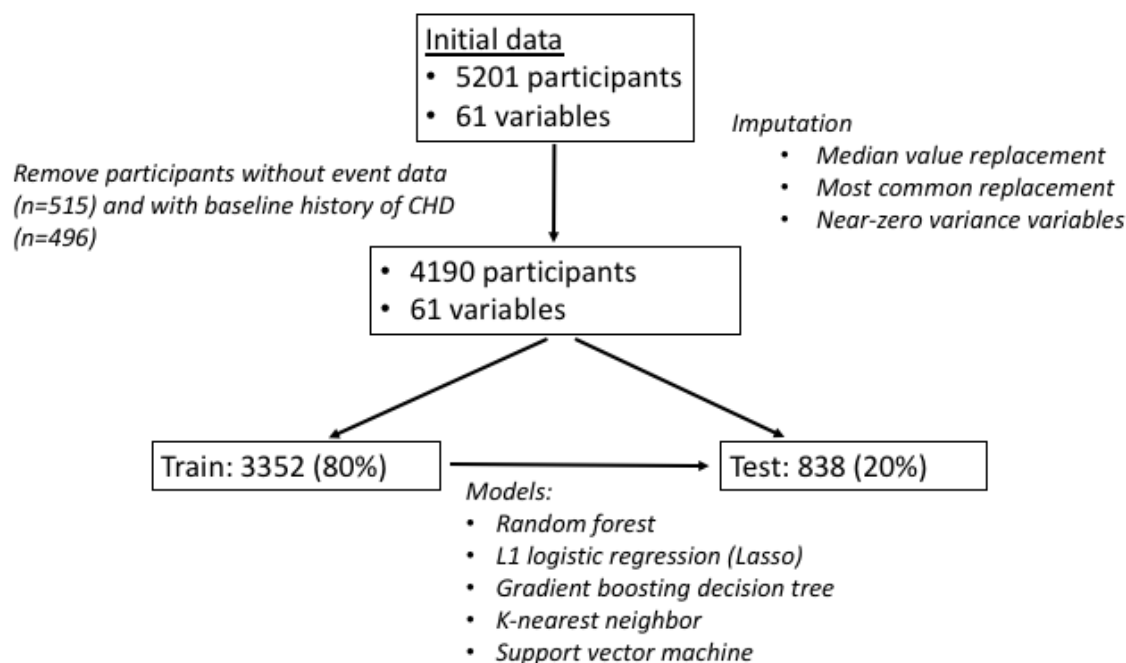 Initial data
• 5201 participants
• 61 variables
Imputation
• Median value replacement
• Most common replacement
• Near-zero variance variables
Remove participants without event data
(n=515) and with baseline history of CHD
(n=496)
• 4190 participants
• 61 variables
Train: 3352 (80%)
Test: 838 (20%)
Models:
• Random forest
• L1 logistic regression (Lasso)
• Gradient boosting decision tree
• K-nearest neighbor
• Support vector machine